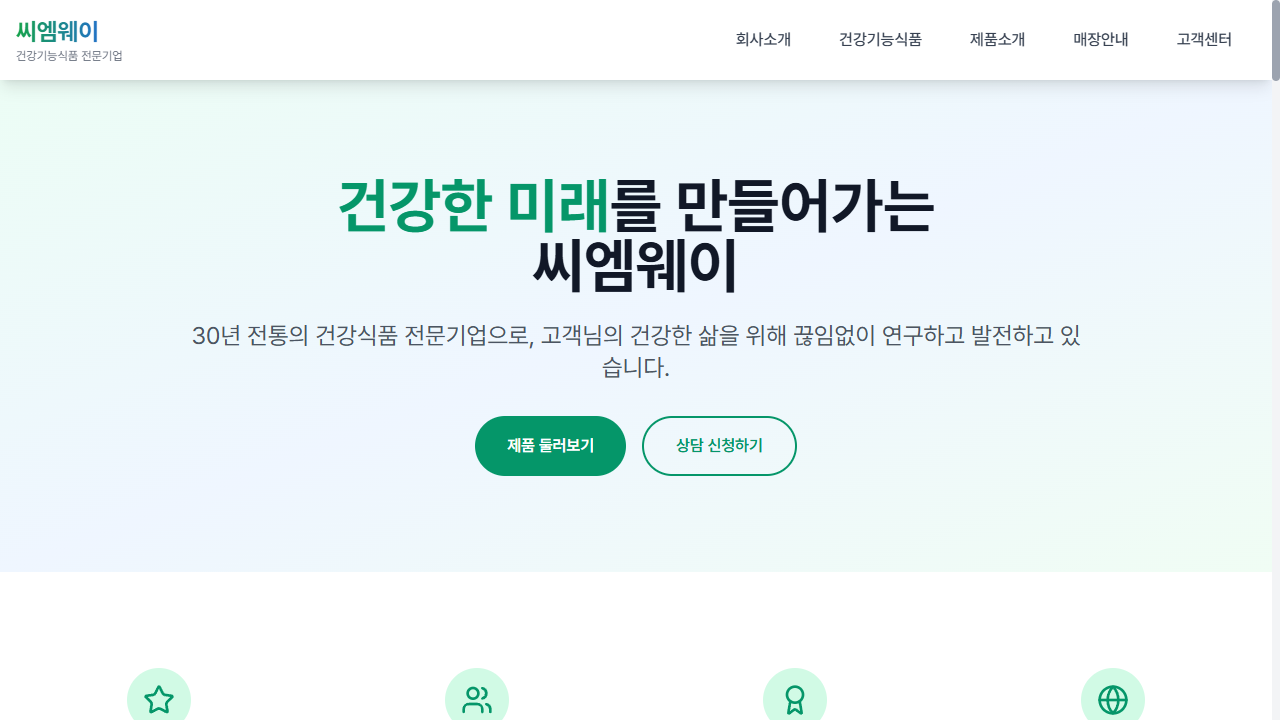 씨엠웨이
건강기능식품 전문기업
회사소개
건강기능식품
제품소개
매장안내
고객센터
건강한 미래를 만들어가는
씨엠웨이
30년 전통의 건강식품 전문기업으로, 고객님의 건강한 삶을 위해 끊임없이 연구하고 발전하고 있
습니다.
제품 둘러보기
상담 신청하기